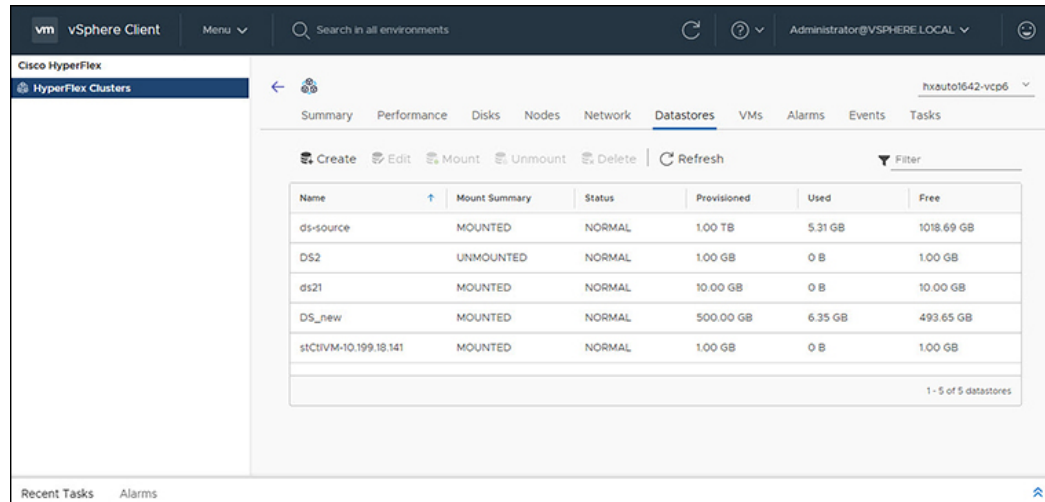 vm vSphere Client Menu Search in all environments Administrator@VSPHERE.LOCAL
Cisco HyperFlex
HyperFlex Clusters
hxauto1642-vcp6
Summary Performance Disks Nodes Network Datastores VMs Alarms Events Tasks
Create Edit Mount Unmount Delete Refresh Filter
Name Mount Summary Status Provisioned Used Free
ds-source MOUNTED NORMAL 1.00 TB 5.31 GB 1018.69 GB
DS2 UNMOUNTED NORMAL 1.00 GB 0 B 1.00 GB
ds21 MOUNTED NORMAL 10.00 GB 0 B 10.00 GB
DS_new MOUNTED NORMAL 500.00 GB 6.35 GB 493.65 GB
stCtlVM-10.199.18.141 MOUNTED NORMAL 1.00 GB 0 B 1.00 GB
1 - 5 of 5 datastores
Recent Tasks Alarms